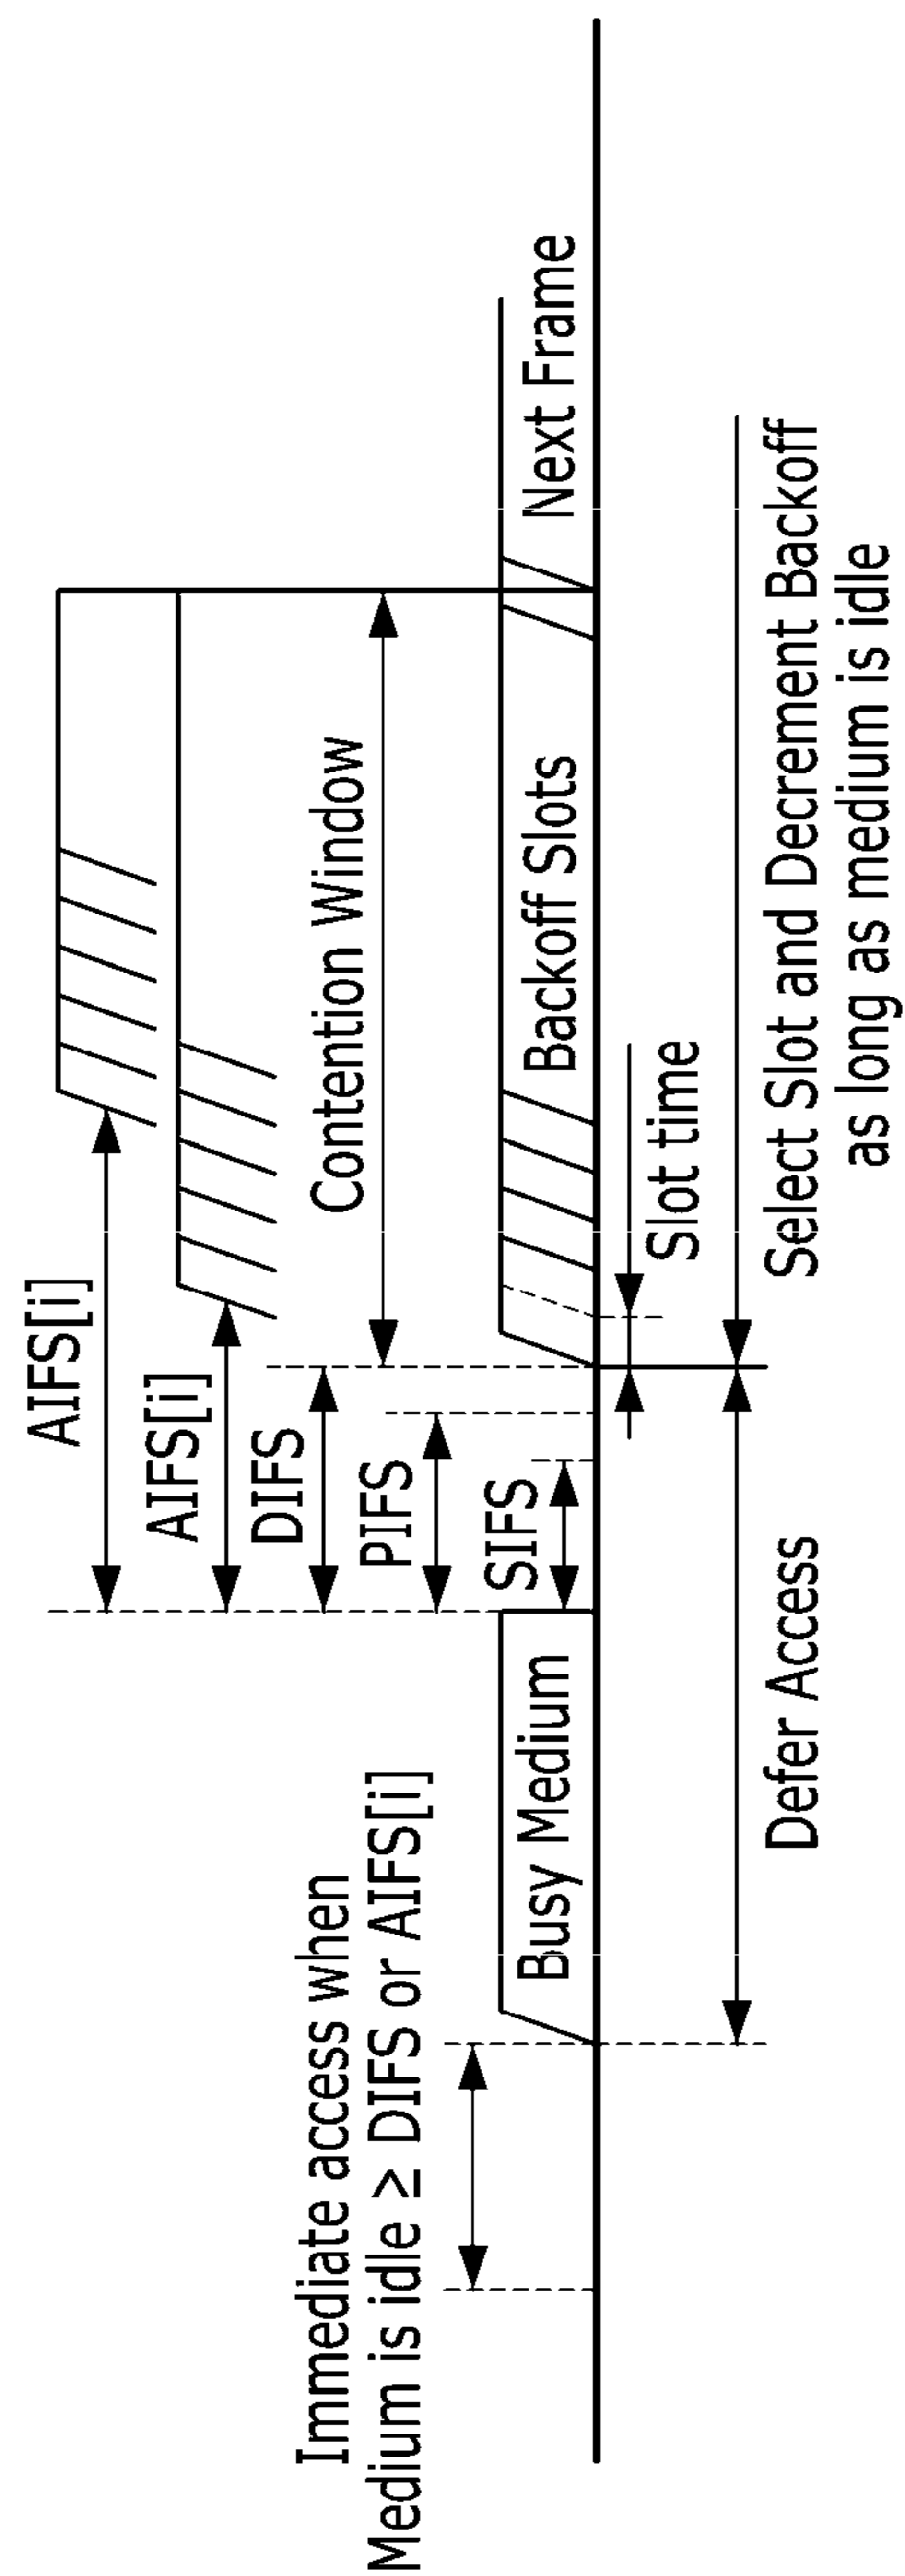 AIFS[i]
AIFS[i]
DIFS
Immediate access when
Medium is idle ≥ DIFS or AIFS[i]
Contention Window
PIFS
SIFS
Busy Medium
Backoff Slots
Next Frame
Slot time
Defer Access
Select Slot and Decrement Backoff
as long as medium is idle